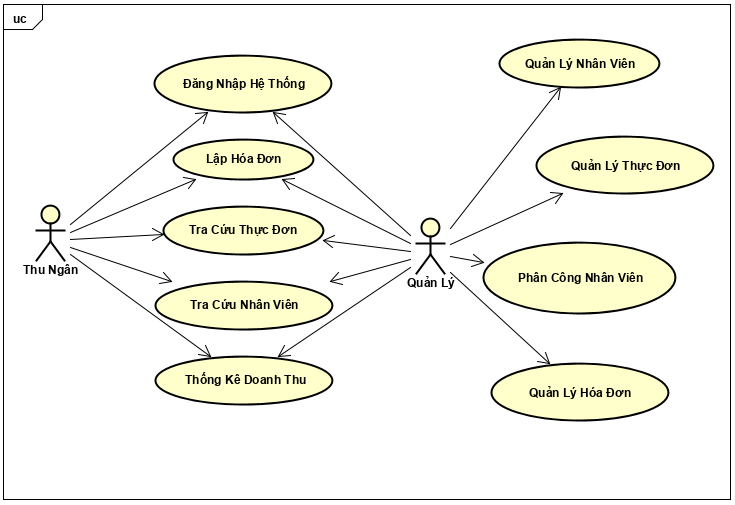 uc
Đăng Nhập Hệ Thống
Lập Hóa Đơn
Tra Cứu Thực Đơn
Tra Cứu Nhân Viên
Thống Kê Doanh Thu
Thu Ngân
Quản Lý
Quản Lý Nhân Viên
Quản Lý Thực Đơn
Phân Công Nhân Viên
Quản Lý Hóa Đơn